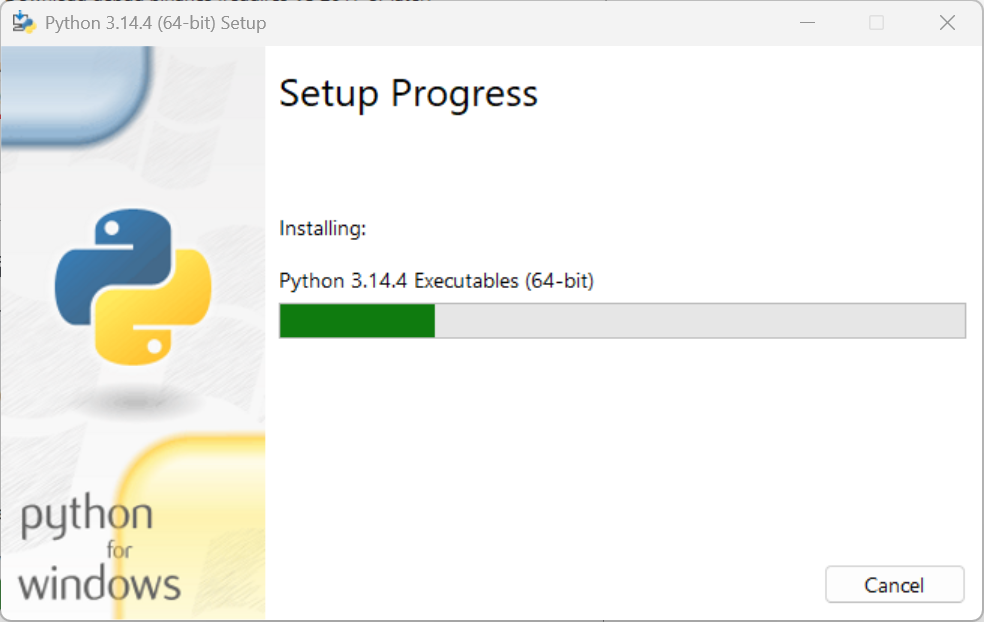 Python 3.14.4 (64-bit) Setup
Setup Progress
Installing:
Python 3.14.4 Executables (64-bit)
python
for
windows
Cancel